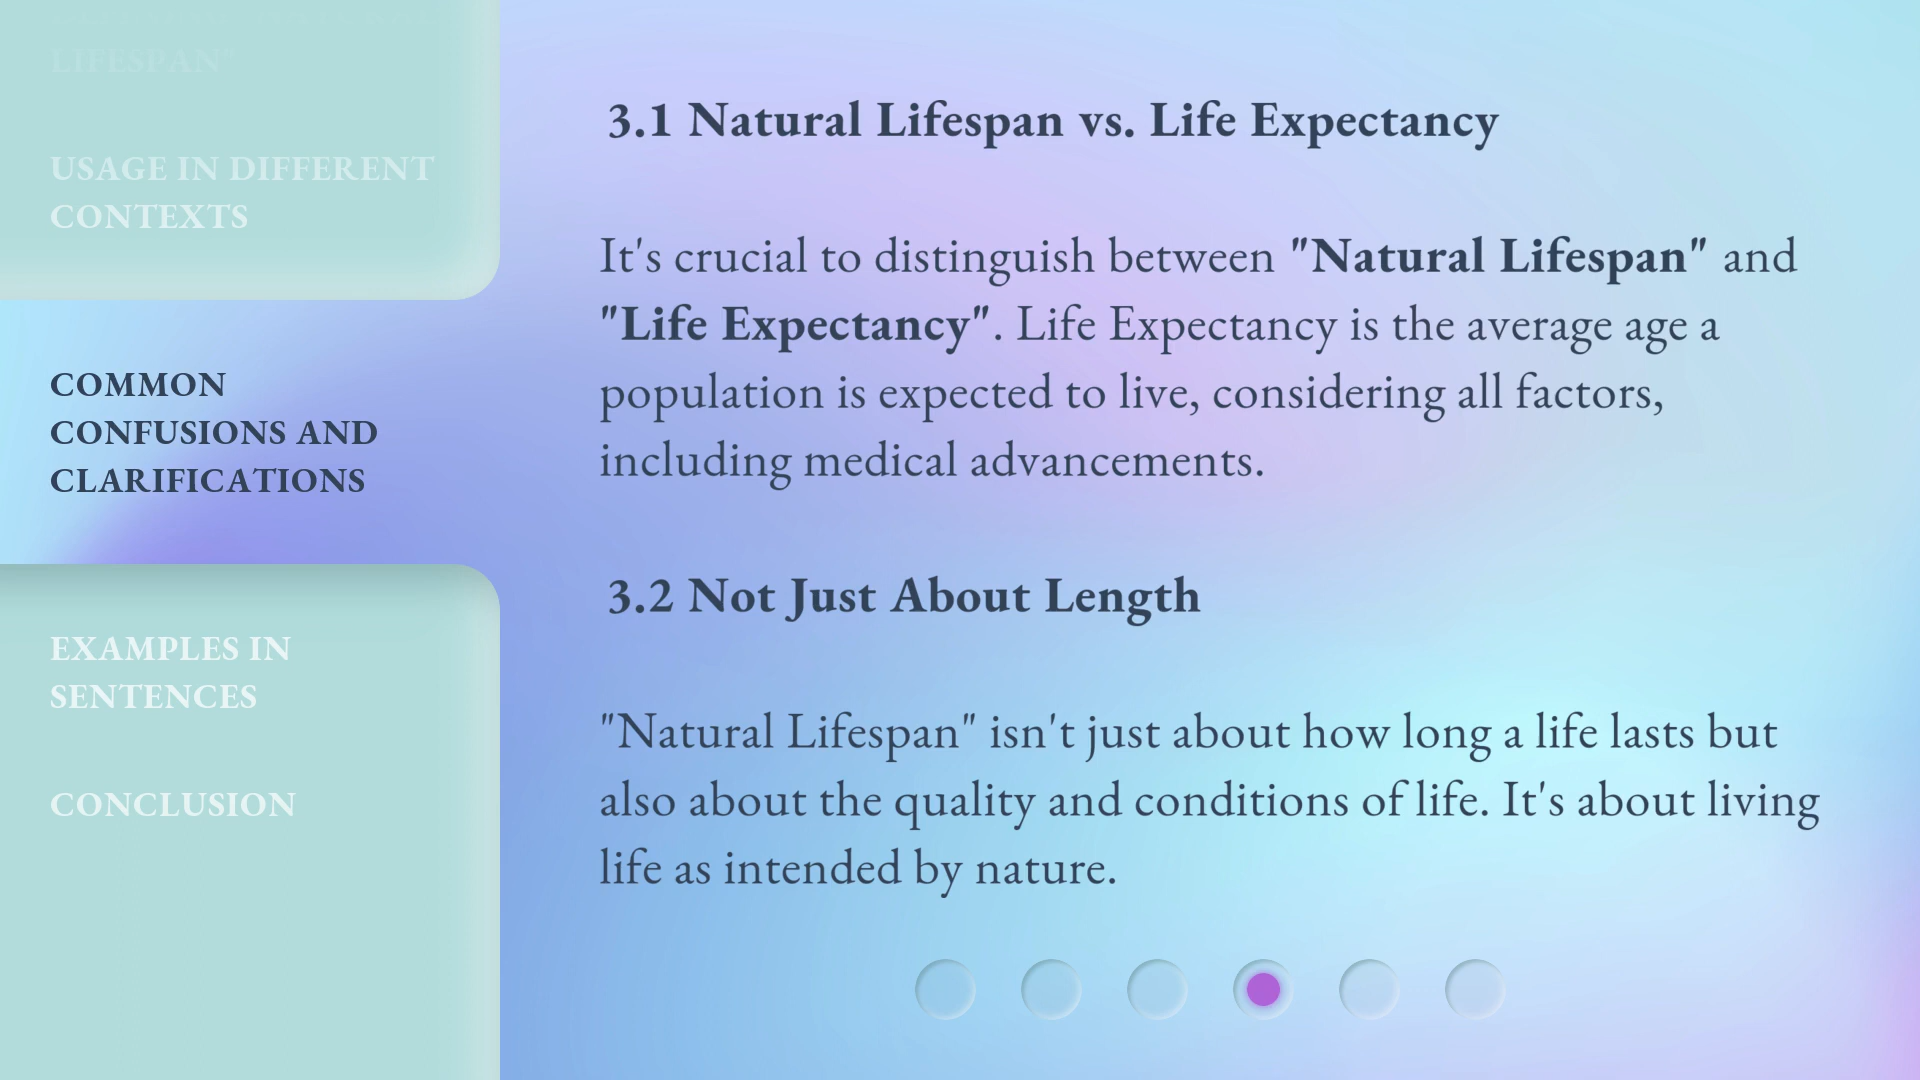 LIFESPAN"
USAGE IN DIFFERENT
CONTEXTS
COMMON
CONFUSIONS AND
CLARIFICATIONS
EXAMPLES IN
SENTENCES
CONCLUSION
3.1 Natural Lifespan vs. Life Expectancy
It's crucial to distinguish between "Natural Lifespan" and
"Life Expectancy". Life Expectancy is the average age a
population is expected to live, considering all factors,
including medical advancements.
3.2 Not Just About Length
"Natural Lifespan" isn't just about how long a life lasts but
also about the quality and conditions of life. It's about living
life as intended by nature.